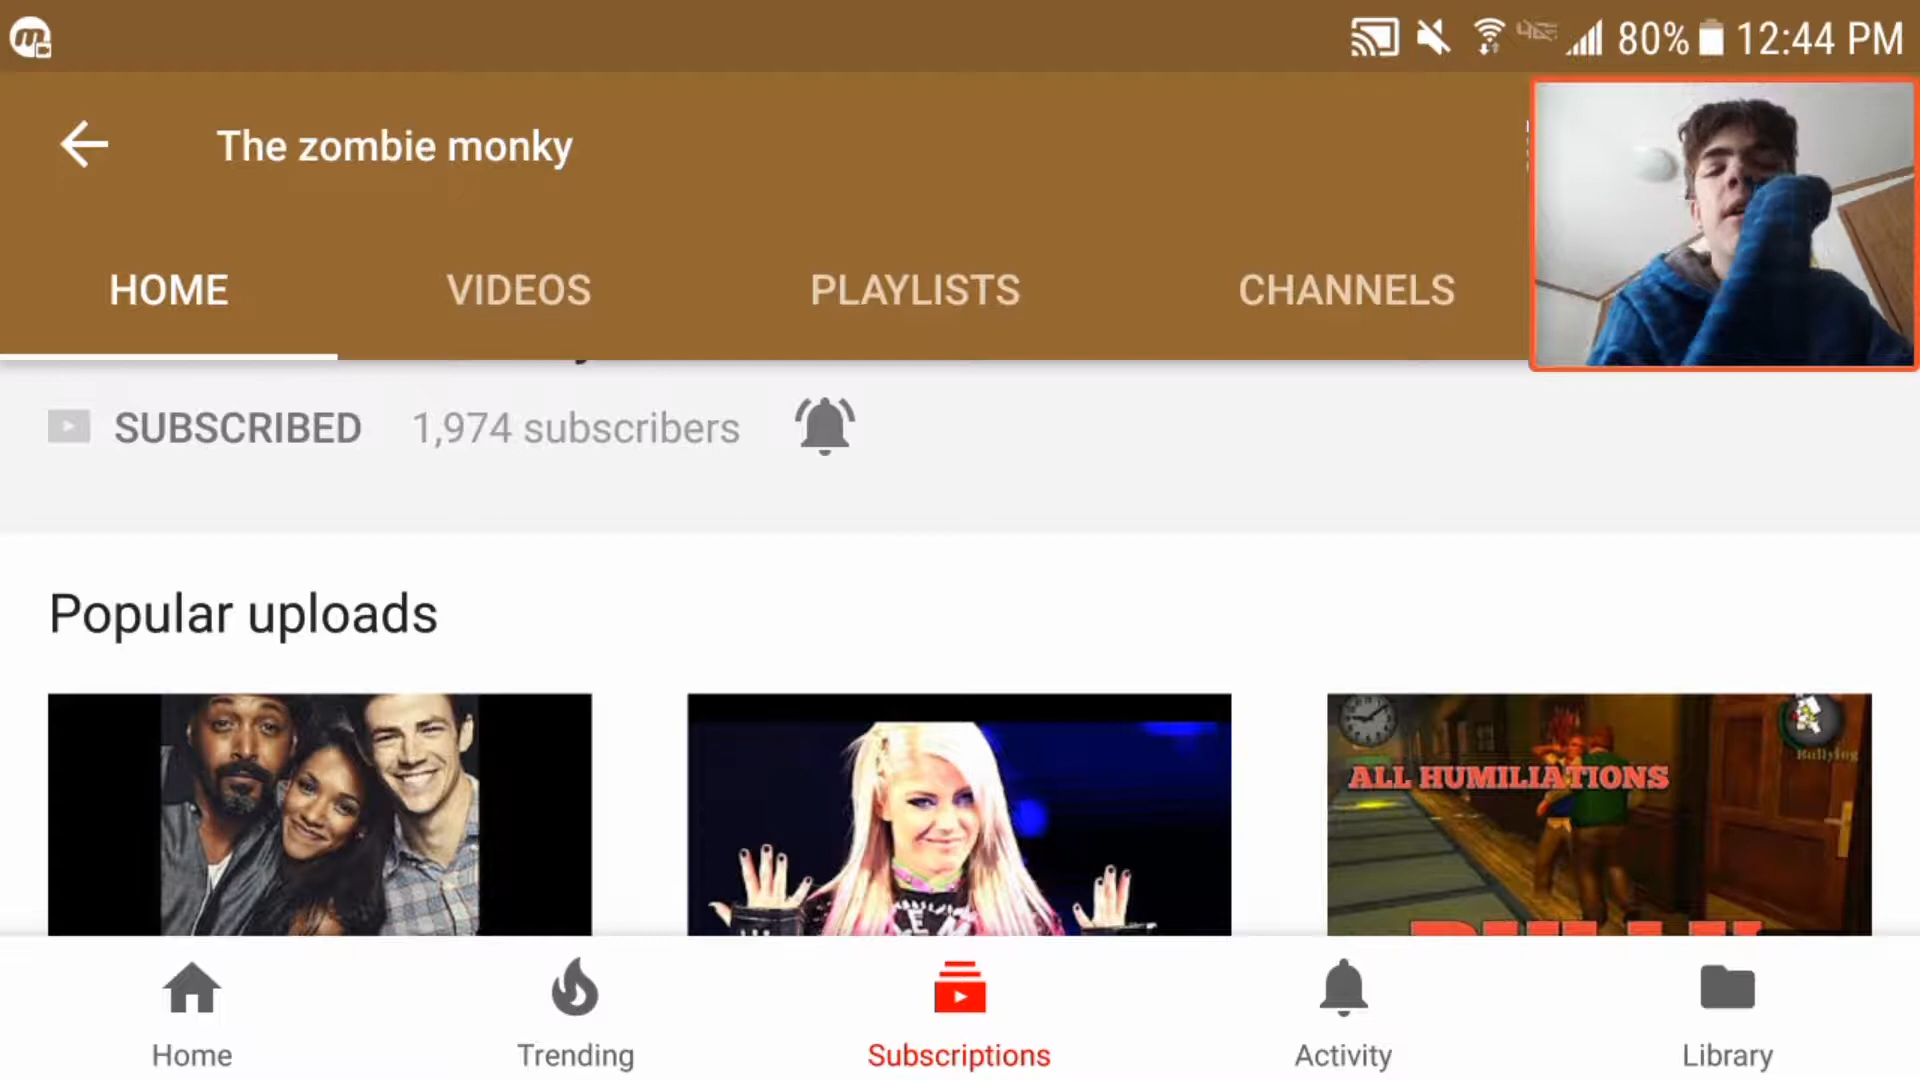 80% 12:44 PM
The zombie monky
HOME VIDEOS PLAYLISTS CHANNELS
SUBSCRIBED 1,974 subscribers
Popular uploads
Bullying
ALL HUMILIATIONS
Home Trending Subscriptions Activity Library